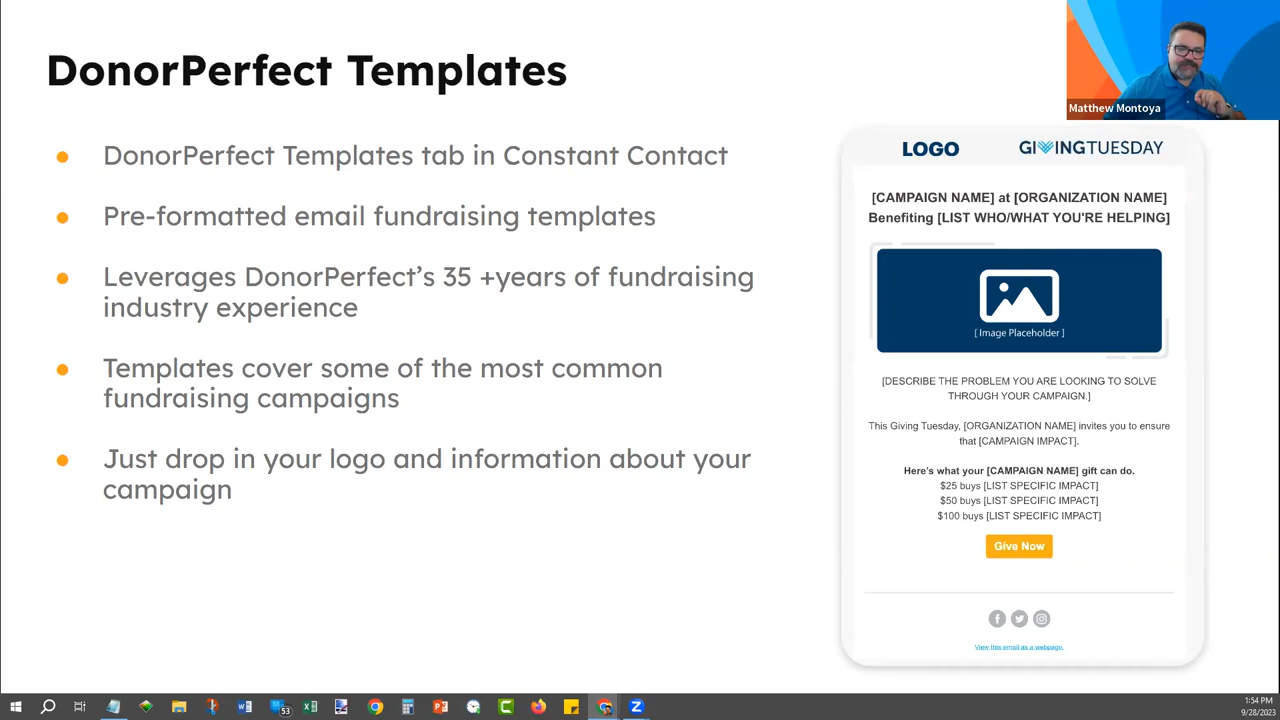 DonorPerfect Templates
Matthew Montoya
DonorPerfect Templates tab in Constant Contact
Pre-formatted email fundraising templates
Leverages DonorPerfect’s 35 +years of fundraising
industry experience
Templates cover some of the most common
fundraising campaigns
Just drop in your logo and information about your
campaign
LOGO
GIVINGTUESDAY
[CAMPAIGN NAME] at [ORGANIZATION NAME]
Benefiting [LIST WHO/WHAT YOU'RE HELPING]
[ Image Placeholder ]
[DESCRIBE THE PROBLEM YOU ARE LOOKING TO SOLVE
THROUGH YOUR CAMPAIGN.]
This Giving Tuesday, [ORGANIZATION NAME] invites you to ensure
that [CAMPAIGN IMPACT].
Here's what your [CAMPAIGN NAME] gift can do.
$25 buys [LIST SPECIFIC IMPACT]
$50 buys [LIST SPECIFIC IMPACT]
$100 buys [LIST SPECIFIC IMPACT]
Give Now
View this email as a webpage.
53
1:54 PM
9/28/2023